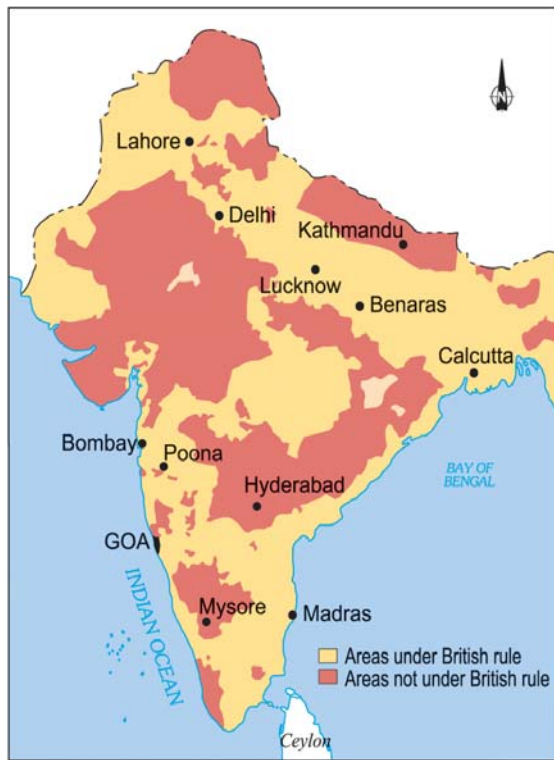 N
Lahore
Delhi
Kathmandu
Lucknow
Benaras
Calcutta
Bombay
Poona
Hyderabad
BAY OF
BENGAL
GOA
INDIAN OCEAN
Mysore
Madras
Areas under British rule
Areas not under British rule
Ceylon